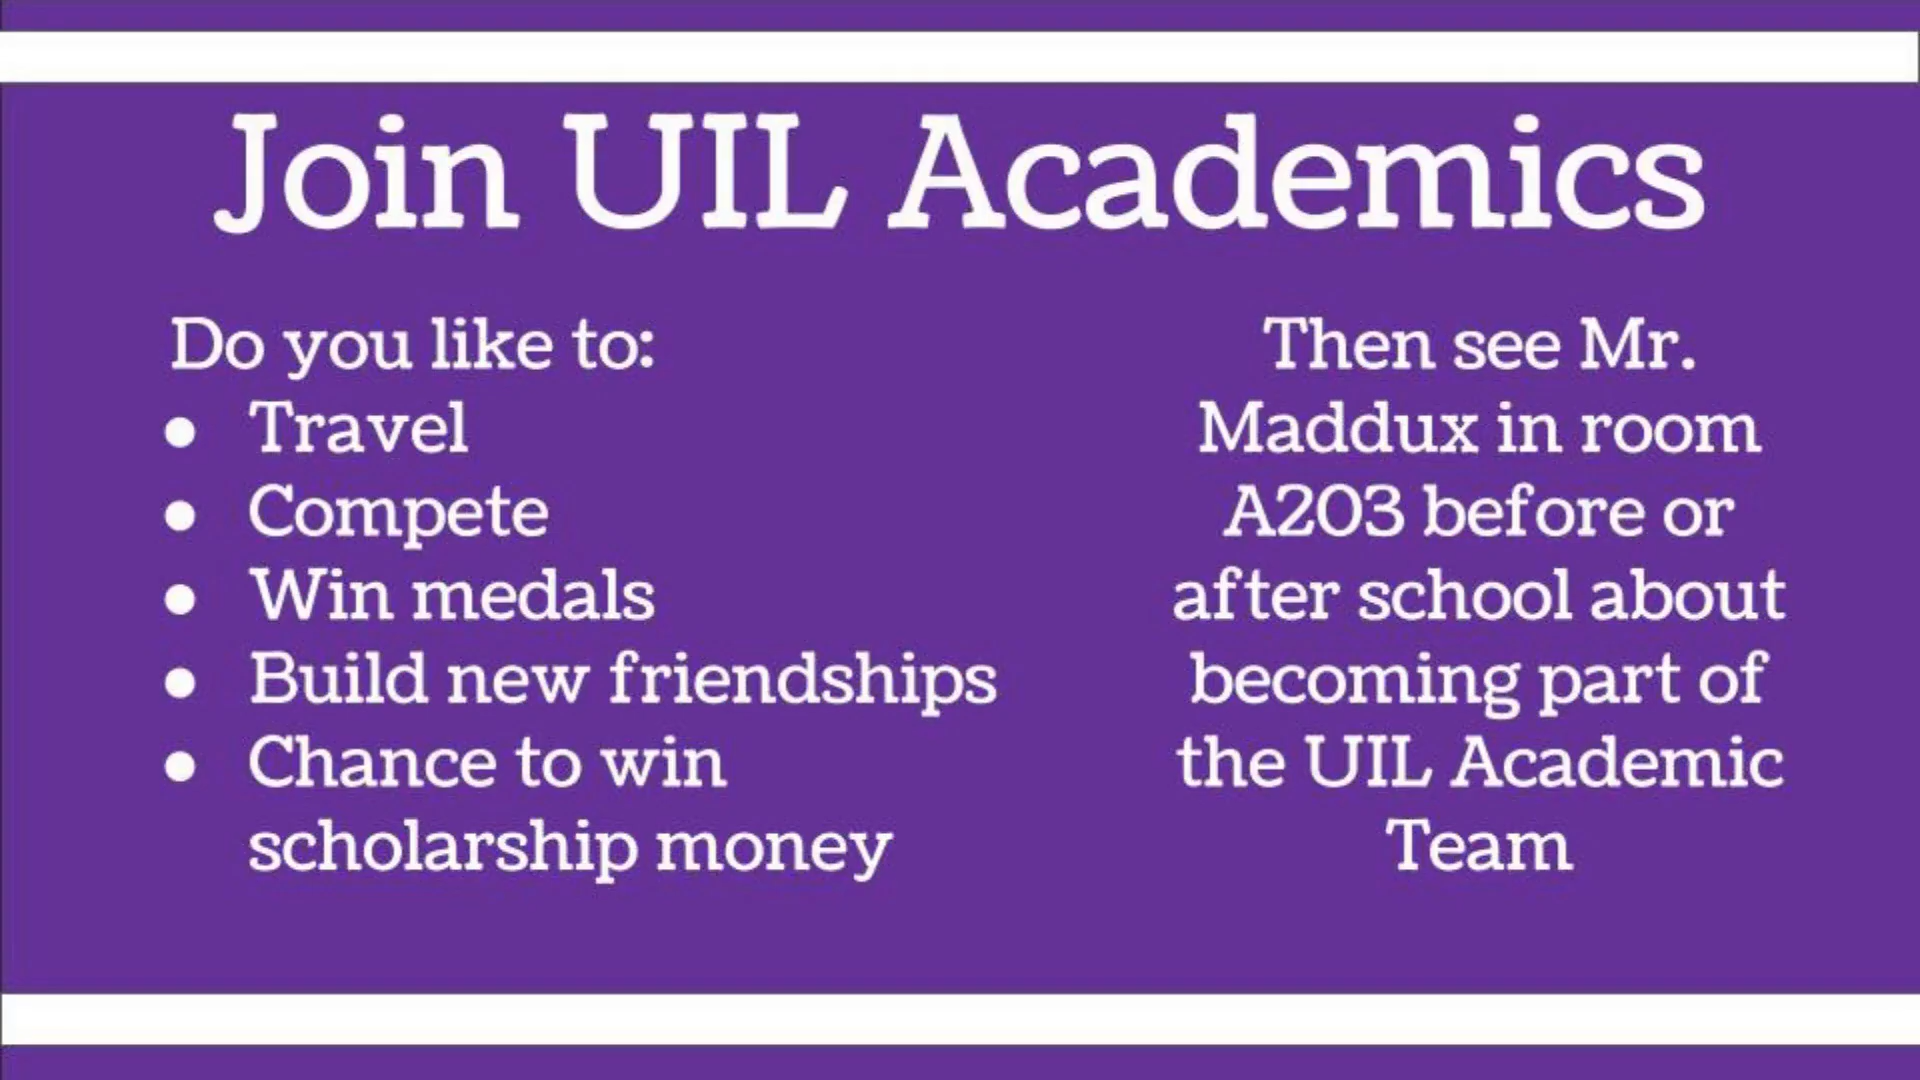 Join UIL Academics
Do you like to:
● Travel
● Compete
● Win medals
● Build new friendships
● Chance to win
scholarship money
Then see Mr.
Maddux in room
A203 before or
after school about
becoming part of
the UIL Academic
Team